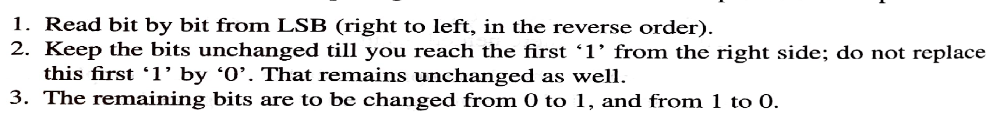 1. Read bit by bit from LSB (right to left, in the reverse order).
2. Keep the bits unchanged till you reach the first ‘1’ from the right side; do not replace
this first ‘1’ by ‘0’. That remains unchanged as well.
3. The remaining bits are to be changed from 0 to 1, and from 1 to 0.